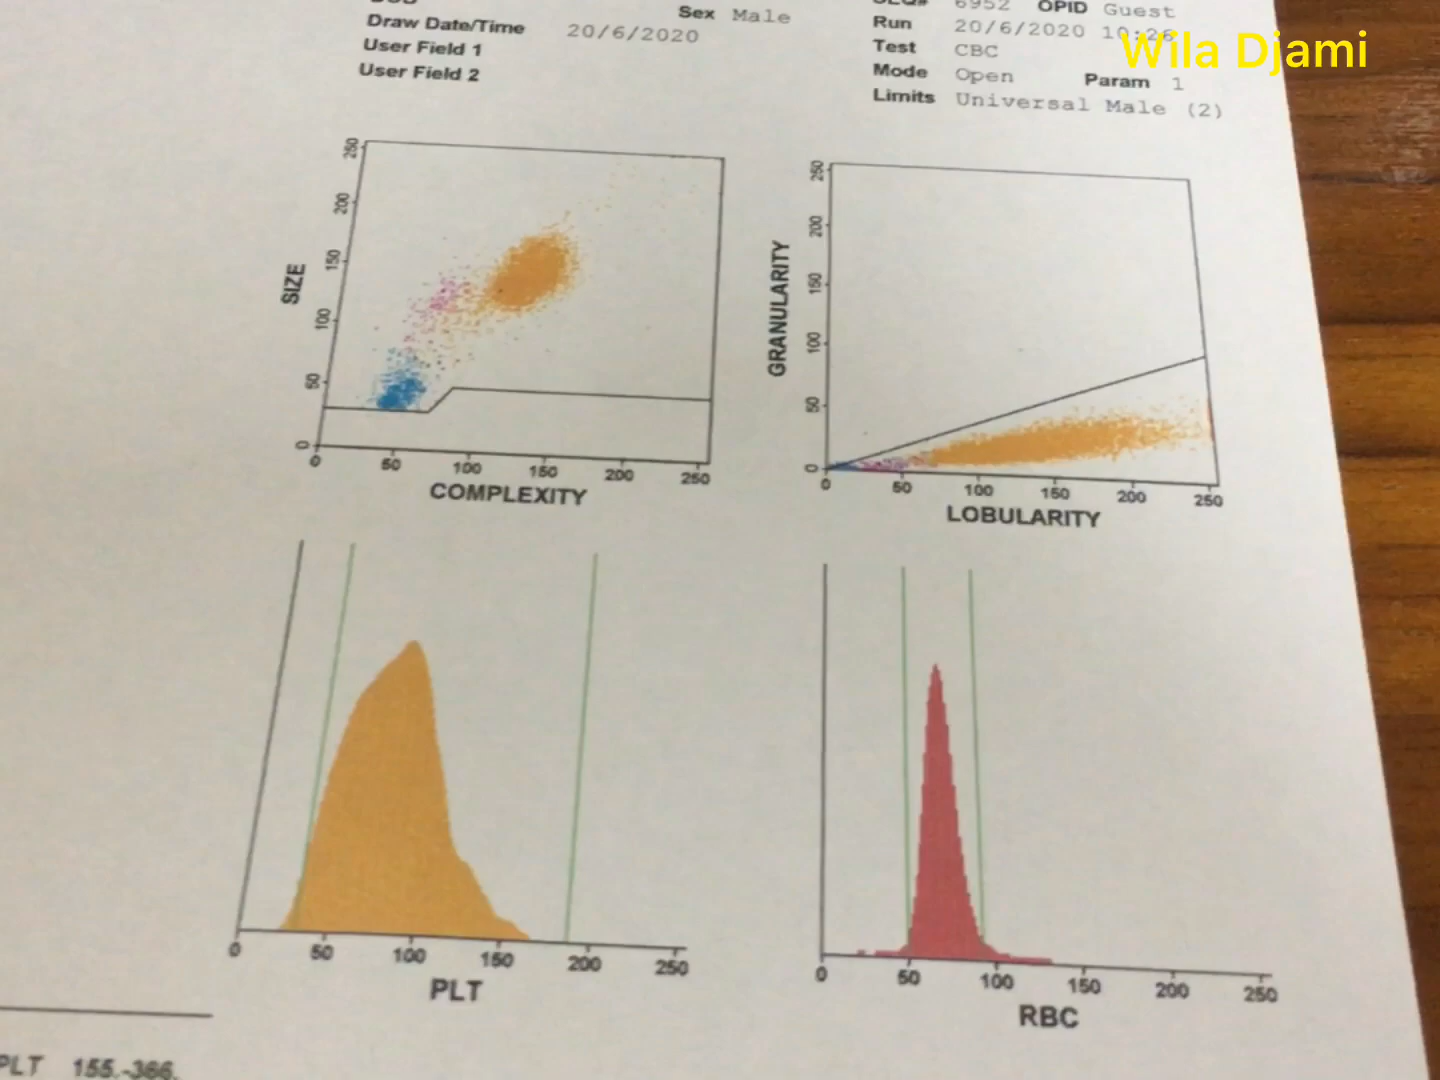 Sex Male
Draw Date/Time 20/6/2020
User Field 1
User Field 2
6952 OPID Guest
Run 20/6/2020 10:26
Test CBC
Mode Open Param 1
Limits Universal Male (2)
Wila Djami
SIZE
250
200
150
100
50
0
0 50 100 150 200 250
COMPLEXITY
GRANULARITY
250
200
150
100
50
0
0 50 100 150 200 250
LOBULARITY
0 50 100 150 200 250
PLT
0 50 100 150 200 250
RBC
PLT 155.-366.